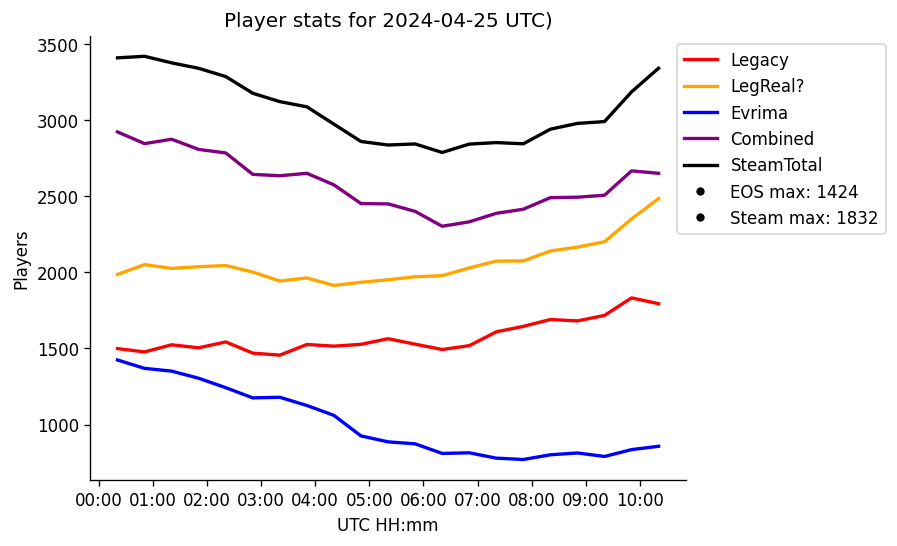 Player stats for 2024-04-25 UTC)
3500
3000
2500
2000
1500
1000
Players
00:00 01:00 02:00 03:00 04:00 05:00 06:00 07:00 08:00 09:00 10:00
UTC HH:mm
Legacy
LegReal?
Evrima
Combined
SteamTotal
EOS max: 1424
Steam max: 1832